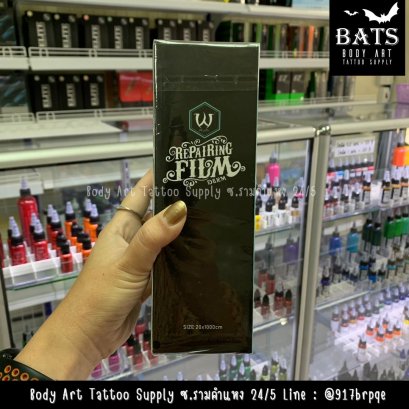 BATS
BODY ART
TATTOO SUPPLY
W
REPAIRING
FILM
DERM
Body Art Tattoo Supply ซ.รามคำแหง 24/5
SIZE:20x1000cm
Body Art Tattoo Supply ซ.รามคำแหง 24/5 Line : @917brpqe